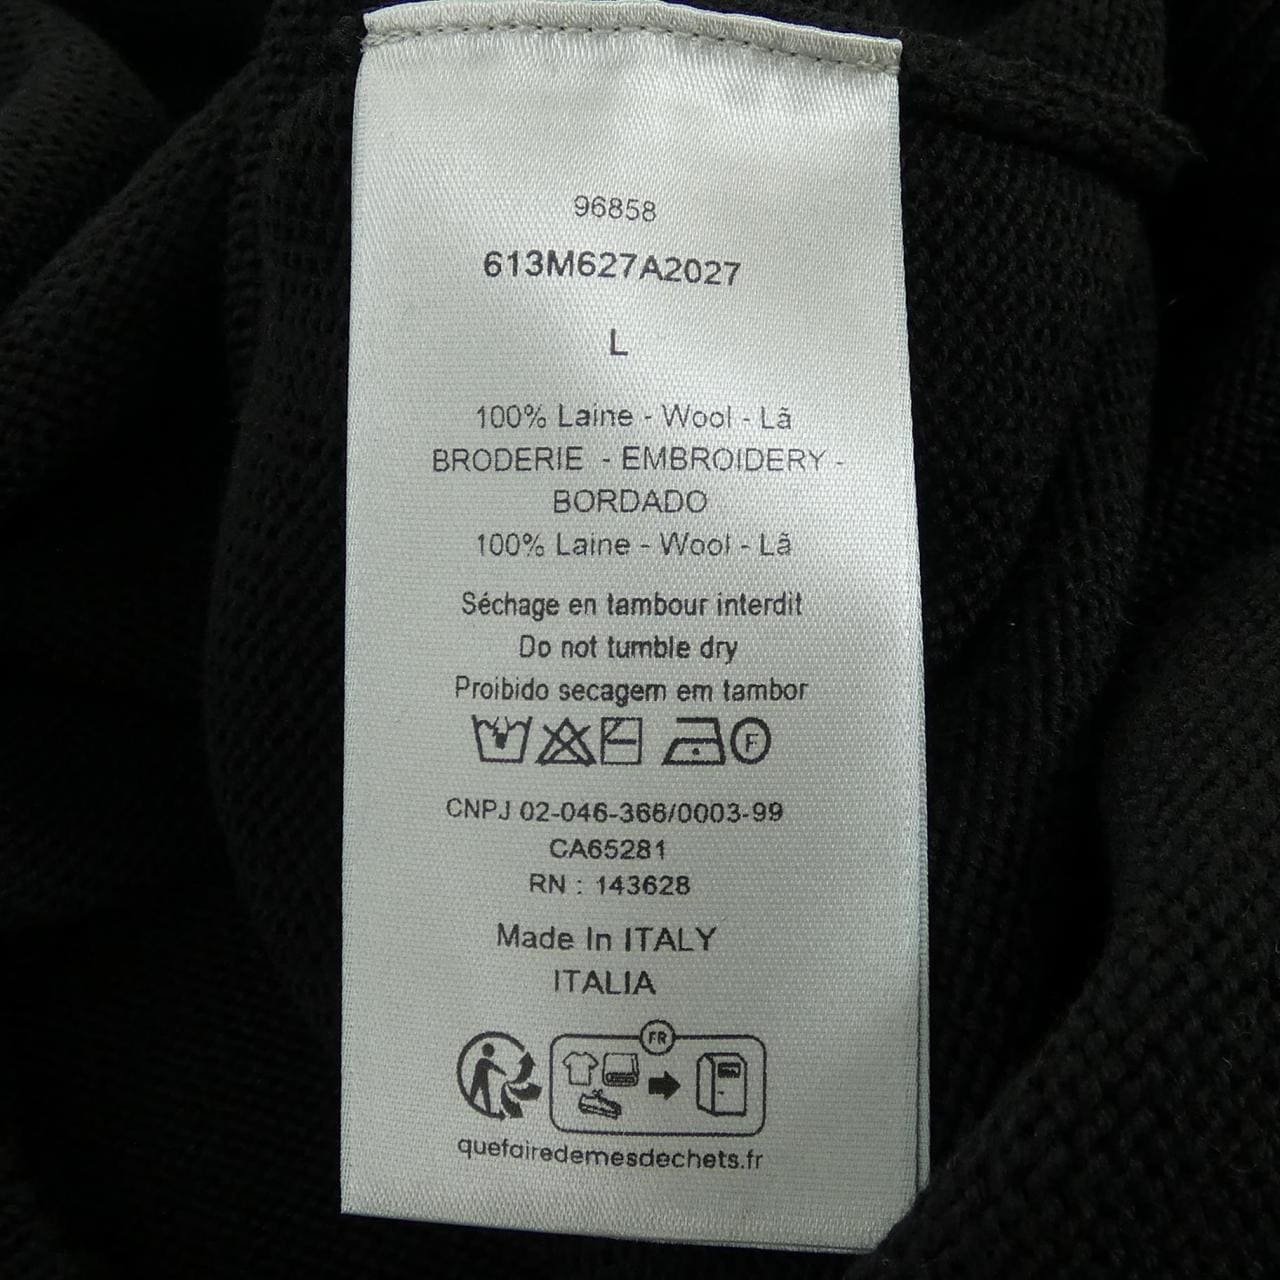 96858
613M627A2027
L
100% Laine - Wool - Lã
BRODERIE - EMBROIDERY -
BORDADO
100% Laine - Wool - Lã
Séchage en tambour interdit
Do not tumble dry
Proibido secagem em tambor
F
CNPJ 02-046-366/0003-99
CA65281
RN : 143628
Made In ITALY
ITALIA
FR
quefairedemesdechets.fr